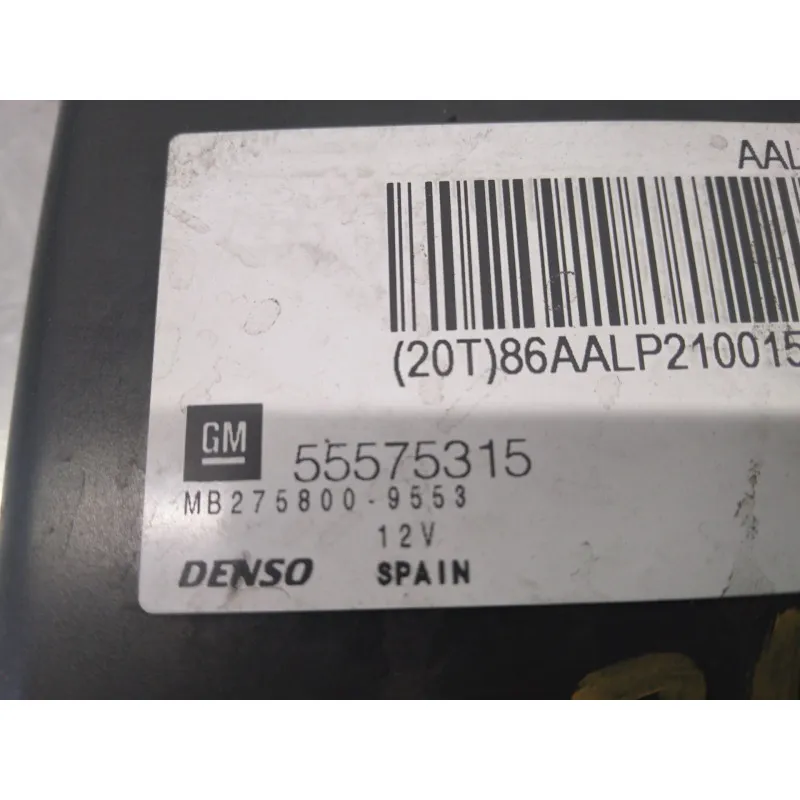 AAL
(20T)86AALP210015
GM 55575315
MB275800-9553
12V
DENSO SPAIN